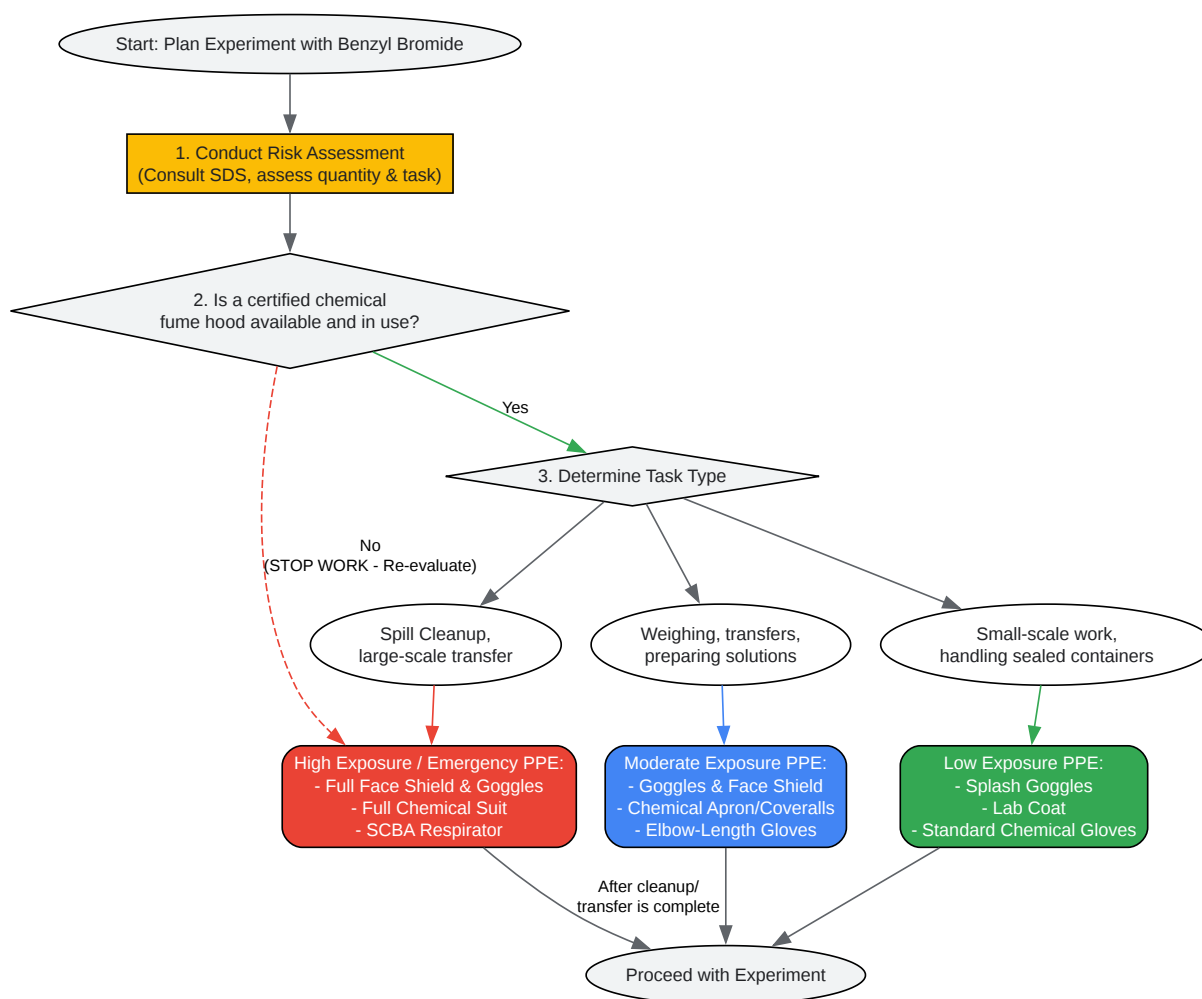 Start: Plan Experiment with Benzyl Bromide
1. Conduct Risk Assessment
(Consult SDS, assess quantity & task)
2. Is a certified chemical
fume hood available and in use?
Yes
3. Determine Task Type
No
(STOP WORK - Re-evaluate)
Spill Cleanup,
large-scale transfer
Weighing, transfers,
preparing solutions
Small-scale work,
handling sealed containers
High Exposure / Emergency PPE:
- Full Face Shield & Goggles
- Full Chemical Suit
- SCBA Respirator
Moderate Exposure PPE:
- Goggles & Face Shield
- Chemical Apron/Coveralls
- Elbow-Length Gloves
Low Exposure PPE:
- Splash Goggles
- Lab Coat
- Standard Chemical Gloves
After cleanup/
transfer is complete
Proceed with Experiment